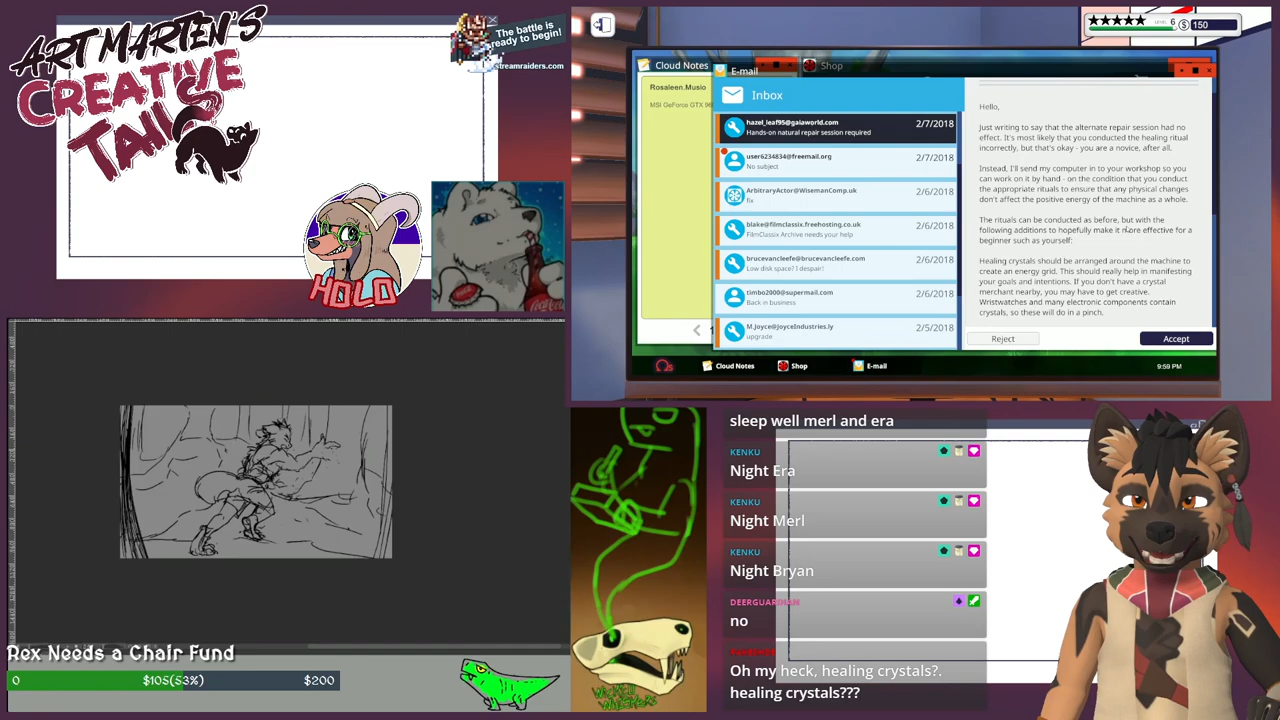 ART MARTEN'S
CREATIVE
TAILS
The battle is
ready to begin!
streamraiders.com
HOLO
LEVEL 6
$ 150
Cloud Notes
E-mail
Shop
Rosaleen.Musio
MSI GeForce GTX
Inbox
hazel_leaf95@gaiaworld.com
Hands-on natural repair session required
2/7/2018
user6234834@freemail.org
No subject
2/7/2018
ArbitraryActor@WisemanComp.uk
fix
2/6/2018
blake@filmclassix.freehosting.co.uk
FilmClassix Archive needs your help
2/6/2018
brucevancleefe@brucevancleefe.com
Low disk space? I despair!
2/6/2018
timbo2000@supermail.com
Back in business
2/6/2018
M.Joyce@JoyceIndustries.ly
upgrade
2/5/2018
Hello,
Just writing to say that the alternate repair session had no
effect. It's most likely that you conducted the healing ritual
incorrectly, but that's okay - you are a novice, after all.
Instead, I'll send my computer in to your workshop so you
can work on it by hand - on the condition that you conduct
the appropriate rituals to ensure that any physical changes
don't affect the positive energy of the machine as a whole.
The rituals can be conducted as before, but with the
following additions to hopefully make it more effective for a
beginner such as yourself:
Healing crystals should be arranged around the machine to
create an energy grid. This should really help in manifesting
your goals and intentions. If you don't have a crystal
merchant nearby, you may have to get creative.
Wristwatches and many electronic components contain
crystals, so these will do in a pinch.
Reject
Accept
Cloud Notes
Shop
E-mail
9:59 PM
sleep well merl and era
KENKU
Night Era
KENKU
Night Merl
KENKU
Night Bryan
DEERGUARDIAN
no
Oh my heck, healing crystals?.
healing crystals???
Rex Needs a Chair Fund
0
$105(53%)
$200